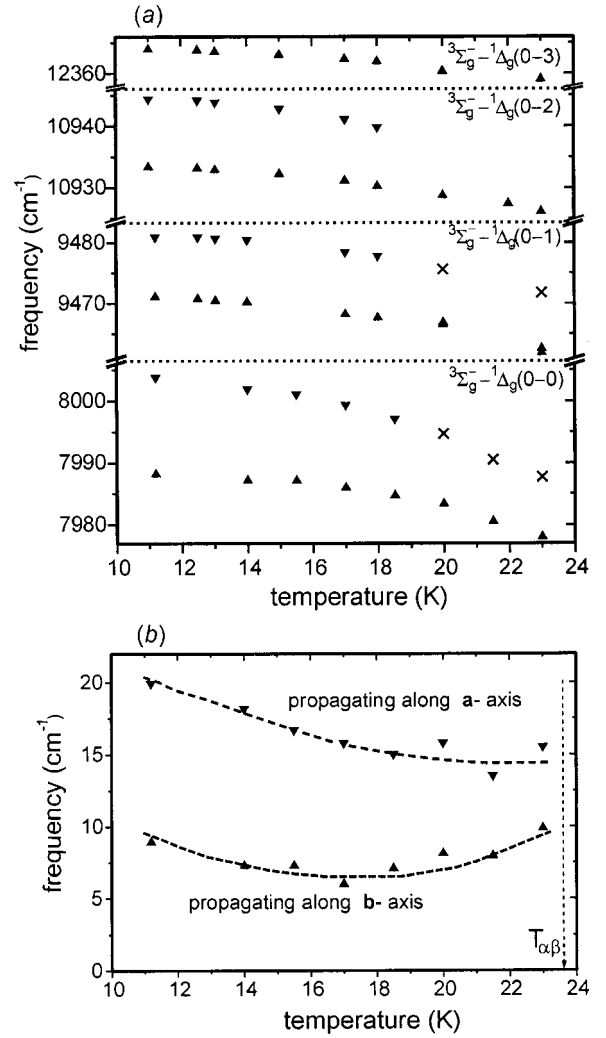 (a)
³Σg⁻–¹Δg(0–3)
12360
³Σg⁻–¹Δg(0–2)
10940
10930
³Σg⁻–¹Δg(0–1)
9480
9470
³Σg⁻–¹Δg(0–0)
8000
7990
7980
frequency (cm⁻¹)
10 12 14 16 18 20 22 24
temperature (K)
(b)
20
15
10
5
0
frequency (cm⁻¹)
propagating along a- axis
propagating along b- axis
Tαβ
10 12 14 16 18 20 22 24
temperature (K)